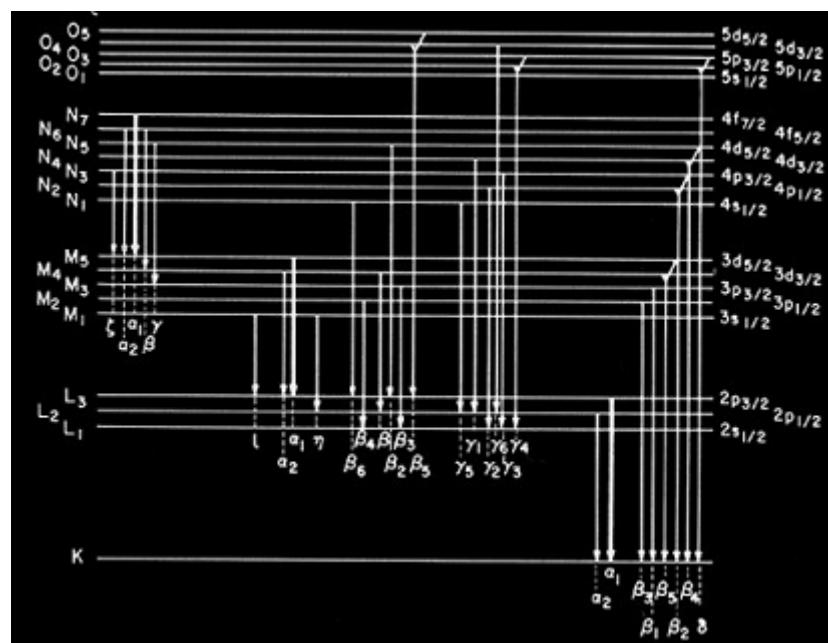 O5 5d5/2
O4 O3 5d3/2
5p3/2
O2 O1 5p1/2
5s1/2
N7 4f7/2
N6 N5 4f5/2
4d5/2
N4 N3 4d3/2
4p3/2
N2 N1 4p1/2
4s1/2
M5 3d5/2
M4 M3 3d3/2
3p3/2
M2 M1 3p1/2
3s1/2
ζ α1 γ
α2 β
L3 2p3/2
L2 L1 2p1/2
2s1/2
l α1 η β4 β1 β3 γ1 γ6 γ4
α2 β6 β2 β5 γ5 γ2 γ3
K
α1
α2 β3 β5 β4
β1 β2 δ